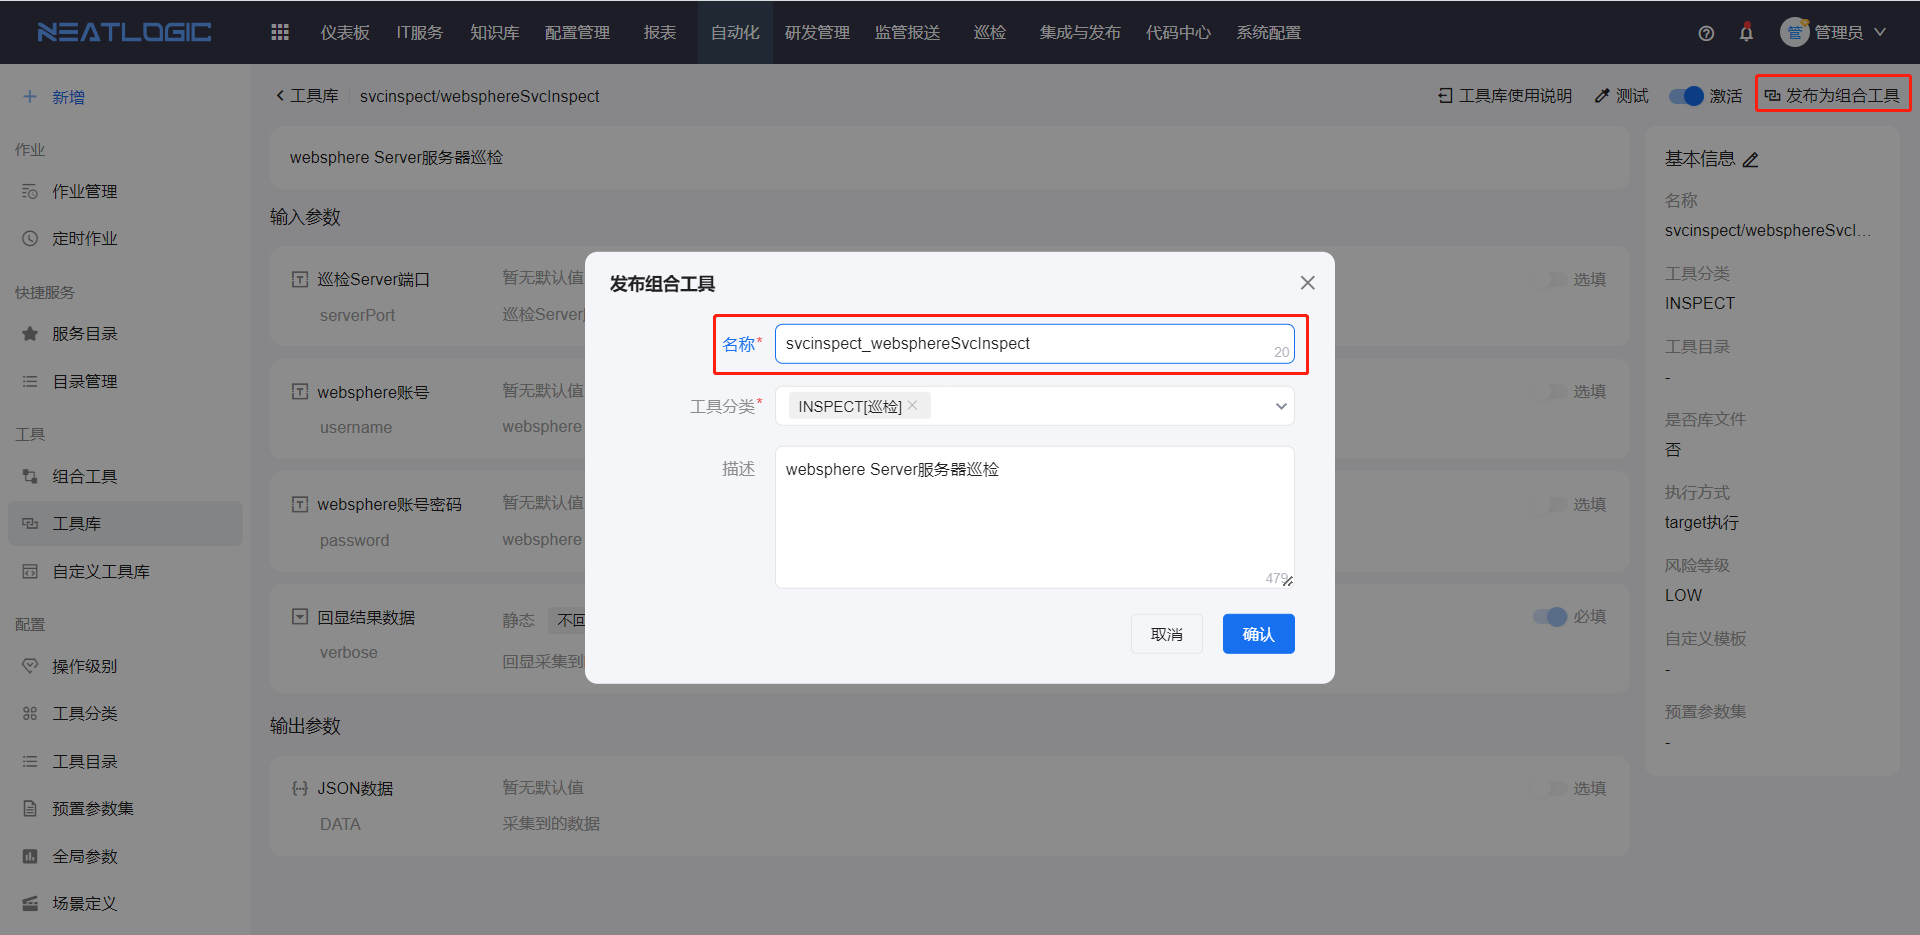 NEATLOGIC 仪表板 IT服务 知识库 配置管理 报表 自动化 研发管理 监管报送 巡检 集成与发布 代码中心 系统配置 管 管理员
新增
作业
作业管理
定时作业
快捷服务
服务目录
目录管理
工具
组合工具
工具库
自定义工具库
配置
操作级别
工具分类
工具目录
预置参数集
全局参数
场景定义
工具库 svcinspect/websphereSvcInspect 工具库使用说明 测试 激活 发布为组合工具
websphere Server服务器巡检
输入参数
巡检Server端口 暂无默认值 选填
serverPort 巡检Server
websphere账号 暂无默认值 选填
username websphere
websphere账号密码 暂无默认值 选填
password websphere
回显结果数据 静态 不回 必填
verbose 回显采集到
输出参数
JSON数据 暂无默认值 选填
DATA 采集到的数据
发布组合工具
名称* svcinspect_websphereSvcInspect 20
工具分类* INSPECT[巡检]
描述 websphere Server服务器巡检
479
取消 确认
基本信息
名称
svcinspect/websphereSvcI...
工具分类
INSPECT
工具目录
-
是否库文件
否
执行方式
target执行
风险等级
LOW
自定义模板
-
预置参数集
-